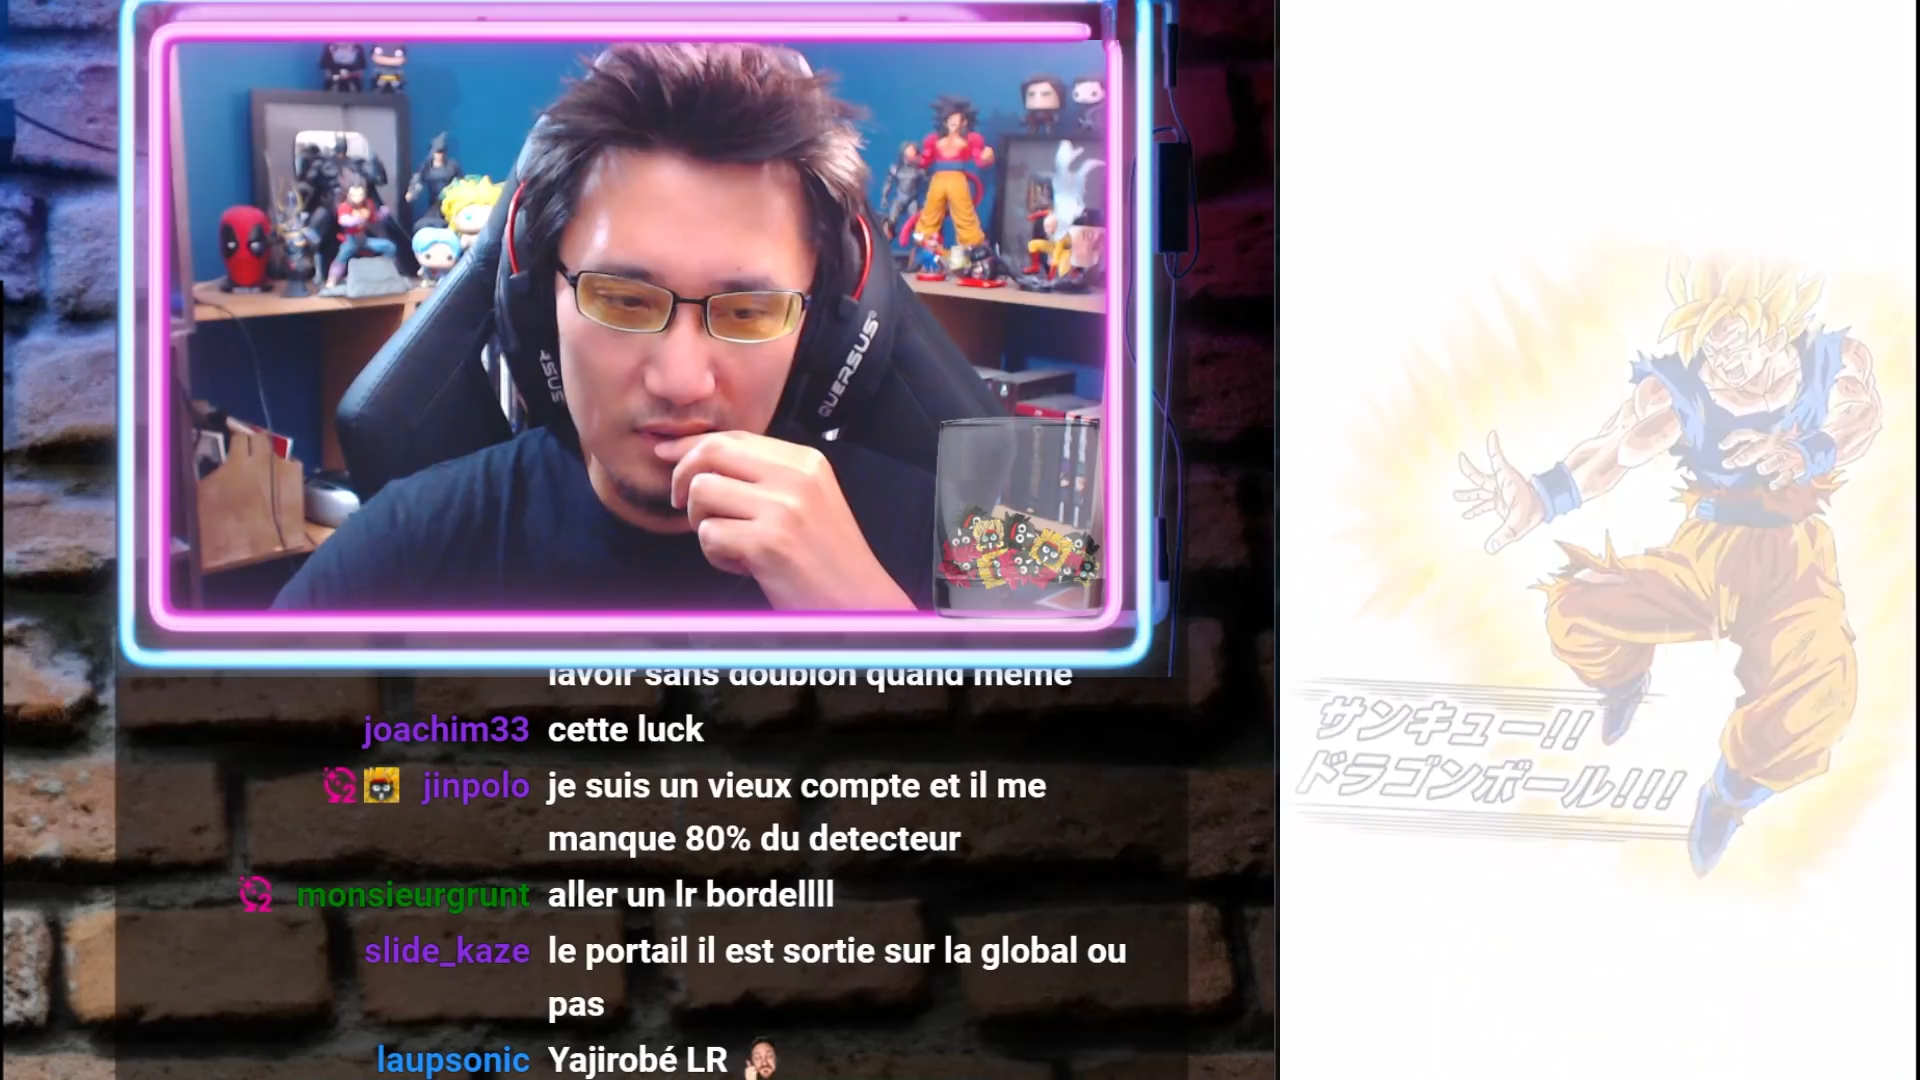 QUERSUS
lavoir sans doublon quand même
joachim33 cette luck
jinpolo je suis un vieux compte et il me
manque 80% du detecteur
monsieurgrunt aller un lr bordellll
slide_kaze le portail il est sortie sur la global ou
pas
laupsonic Yajirobé LR
サンキュー!!
ドラゴンボール!!!